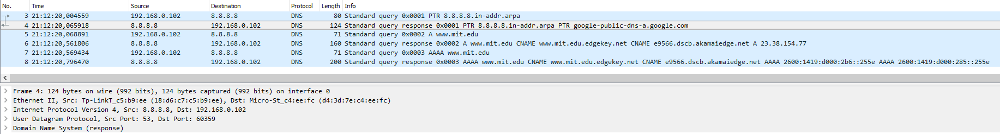 No. Time Source Destination Protocol Length Info
3 21:12:20,004559 192.168.0.102 8.8.8.8 DNS 80 Standard query 0x0001 PTR 8.8.8.8.in-addr.arpa
4 21:12:20,065918 8.8.8.8 192.168.0.102 DNS 124 Standard query response 0x0001 PTR 8.8.8.8.in-addr.arpa PTR google-public-dns-a.google.com
5 21:12:20,068891 192.168.0.102 8.8.8.8 DNS 71 Standard query 0x0002 A www.mit.edu
6 21:12:20,561806 8.8.8.8 192.168.0.102 DNS 160 Standard query response 0x0002 A www.mit.edu CNAME www.mit.edu.edgekey.net CNAME e9566.dscb.akamaiedge.net A 23.38.154.77
7 21:12:20,569434 192.168.0.102 8.8.8.8 DNS 71 Standard query 0x0003 AAAA www.mit.edu
8 21:12:20,796470 8.8.8.8 192.168.0.102 DNS 200 Standard query response 0x0003 AAAA www.mit.edu CNAME www.mit.edu.edgekey.net CNAME e9566.dscb.akamaiedge.net AAAA 2600:1419:d000:2b6::255e AAAA 2600:1419:d000:285::255e
Frame 4: 124 bytes on wire (992 bits), 124 bytes captured (992 bits) on interface 0
Ethernet II, Src: Tp-LinkT_c5:b9:ee (18:d6:c7:c5:b9:ee), Dst: Micro-St_c4:ee:fc (d4:3d:7e:c4:ee:fc)
Internet Protocol Version 4, Src: 8.8.8.8, Dst: 192.168.0.102
User Datagram Protocol, Src Port: 53, Dst Port: 60359
Domain Name System (response)